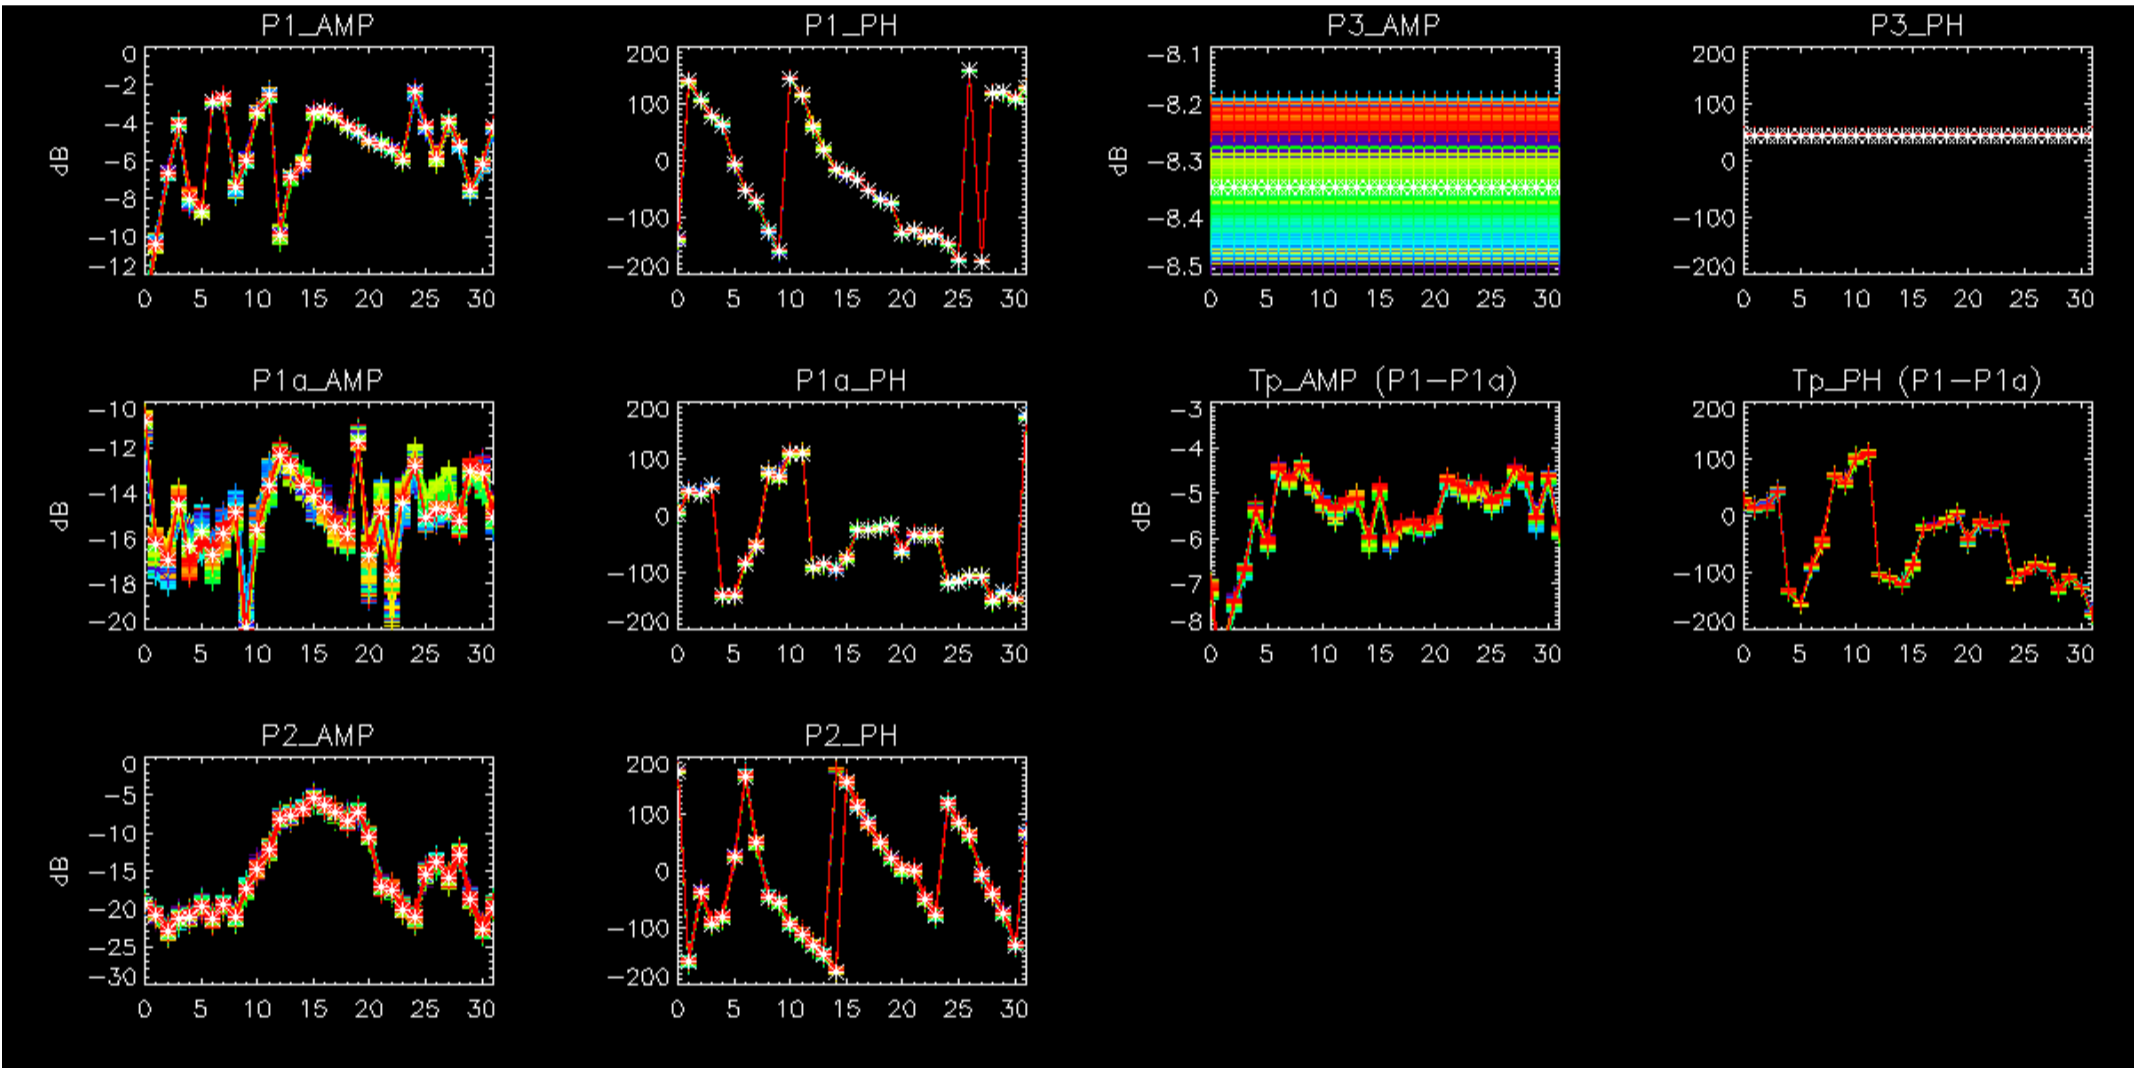 P1_AMP
0
−2
−4
−6
−8
−10
−12
dB
0 5 10 15 20 25 30
P1_PH
200
100
0
−100
−200
0 5 10 15 20 25 30
P3_AMP
−8.1
−8.2
−8.3
−8.4
−8.5
dB
0 5 10 15 20 25 30
P3_PH
200
100
0
−100
−200
0 5 10 15 20 25 30
P1a_AMP
−10
−12
−14
−16
−18
−20
dB
0 5 10 15 20 25 30
P1a_PH
200
100
0
−100
−200
0 5 10 15 20 25 30
Tp_AMP (P1−P1a)
−3
−4
−5
−6
−7
−8
dB
0 5 10 15 20 25 30
Tp_PH (P1−P1a)
200
100
0
−100
−200
0 5 10 15 20 25 30
P2_AMP
0
−5
−10
−15
−20
−25
−30
dB
0 5 10 15 20 25 30
P2_PH
200
100
0
−100
−200
0 5 10 15 20 25 30